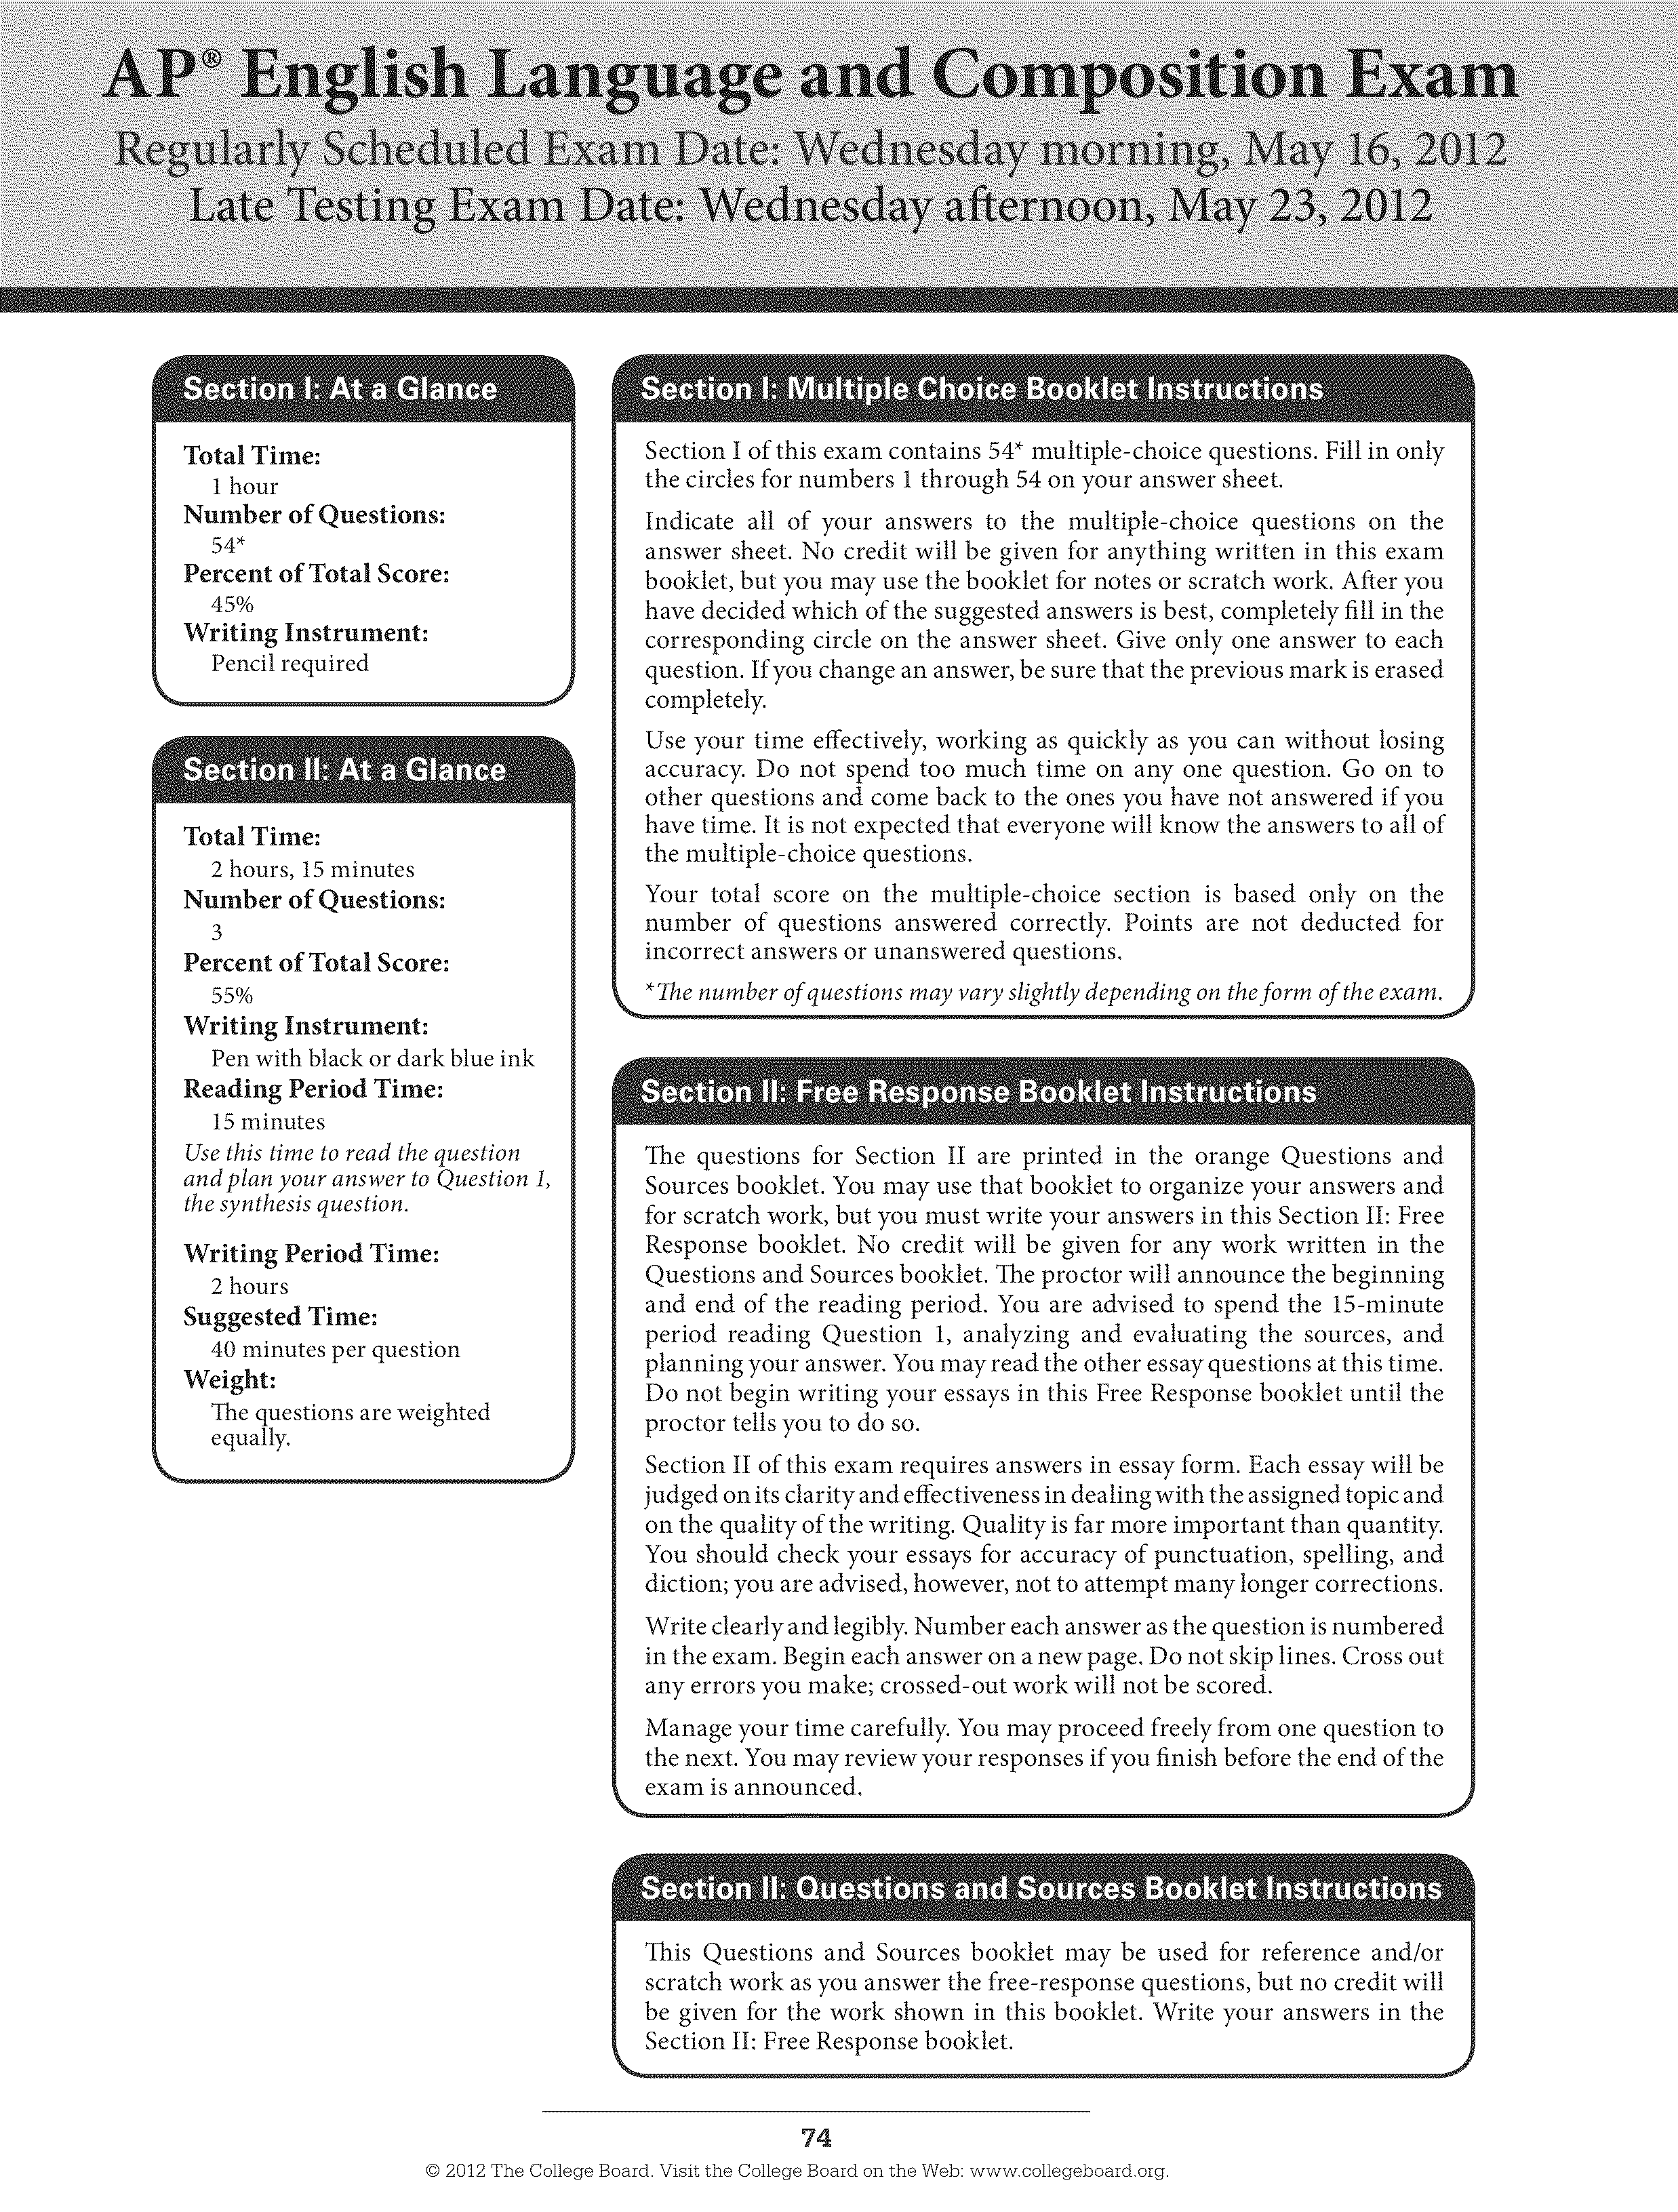 AP® English Language and Composition Exam
Regularly Scheduled Exam Date: Wednesday morning, May 16, 2012
Late Testing Exam Date: Wednesday afternoon, May 23, 2012
Section I: At a Glance
Total Time:
1 hour
Number of Questions:
54*
Percent of Total Score:
45%
Writing Instrument:
Pencil required
Section II: At a Glance
Total Time:
2 hours, 15 minutes
Number of Questions:
3
Percent of Total Score:
55%
Writing Instrument:
Pen with black or dark blue ink
Reading Period Time:
15 minutes
Use this time to read the question
and plan your answer to Question 1,
the synthesis question.
Writing Period Time:
2 hours
Suggested Time:
40 minutes per question
Weight:
The questions are weighted
equally.
Section I: Multiple Choice Booklet Instructions
Section I of this exam contains 54* multiple-choice questions. Fill in only
the circles for numbers 1 through 54 on your answer sheet.
Indicate all of your answers to the multiple-choice questions on the
answer sheet. No credit will be given for anything written in this exam
booklet, but you may use the booklet for notes or scratch work. After you
have decided which of the suggested answers is best, completely fill in the
corresponding circle on the answer sheet. Give only one answer to each
question. If you change an answer, be sure that the previous mark is erased
completely.
Use your time effectively, working as quickly as you can without losing
accuracy. Do not spend too much time on any one question. Go on to
other questions and come back to the ones you have not answered if you
have time. It is not expected that everyone will know the answers to all of
the multiple-choice questions.
Your total score on the multiple-choice section is based only on the
number of questions answered correctly. Points are not deducted for
incorrect answers or unanswered questions.
*The number of questions may vary slightly depending on the form of the exam.
Section II: Free Response Booklet Instructions
The questions for Section II are printed in the orange Questions and
Sources booklet. You may use that booklet to organize your answers and
for scratch work, but you must write your answers in this Section II: Free
Response booklet. No credit will be given for any work written in the
Questions and Sources booklet. The proctor will announce the beginning
and end of the reading period. You are advised to spend the 15-minute
period reading Question 1, analyzing and evaluating the sources, and
planning your answer. You may read the other essay questions at this time.
Do not begin writing your essays in this Free Response booklet until the
proctor tells you to do so.
Section II of this exam requires answers in essay form. Each essay will be
judged on its clarity and effectiveness in dealing with the assigned topic and
on the quality of the writing. Quality is far more important than quantity.
You should check your essays for accuracy of punctuation, spelling, and
diction; you are advised, however, not to attempt many longer corrections.
Write clearly and legibly. Number each answer as the question is numbered
in the exam. Begin each answer on a new page. Do not skip lines. Cross out
any errors you make; crossed-out work will not be scored.
Manage your time carefully. You may proceed freely from one question to
the next. You may review your responses if you finish before the end of the
exam is announced.
Section II: Questions and Sources Booklet Instructions
This Questions and Sources booklet may be used for reference and/or
scratch work as you answer the free-response questions, but no credit will
be given for the work shown in this booklet. Write your answers in the
Section II: Free Response booklet.
74
© 2012 The College Board. Visit the College Board on the Web: www.collegeboard.org.